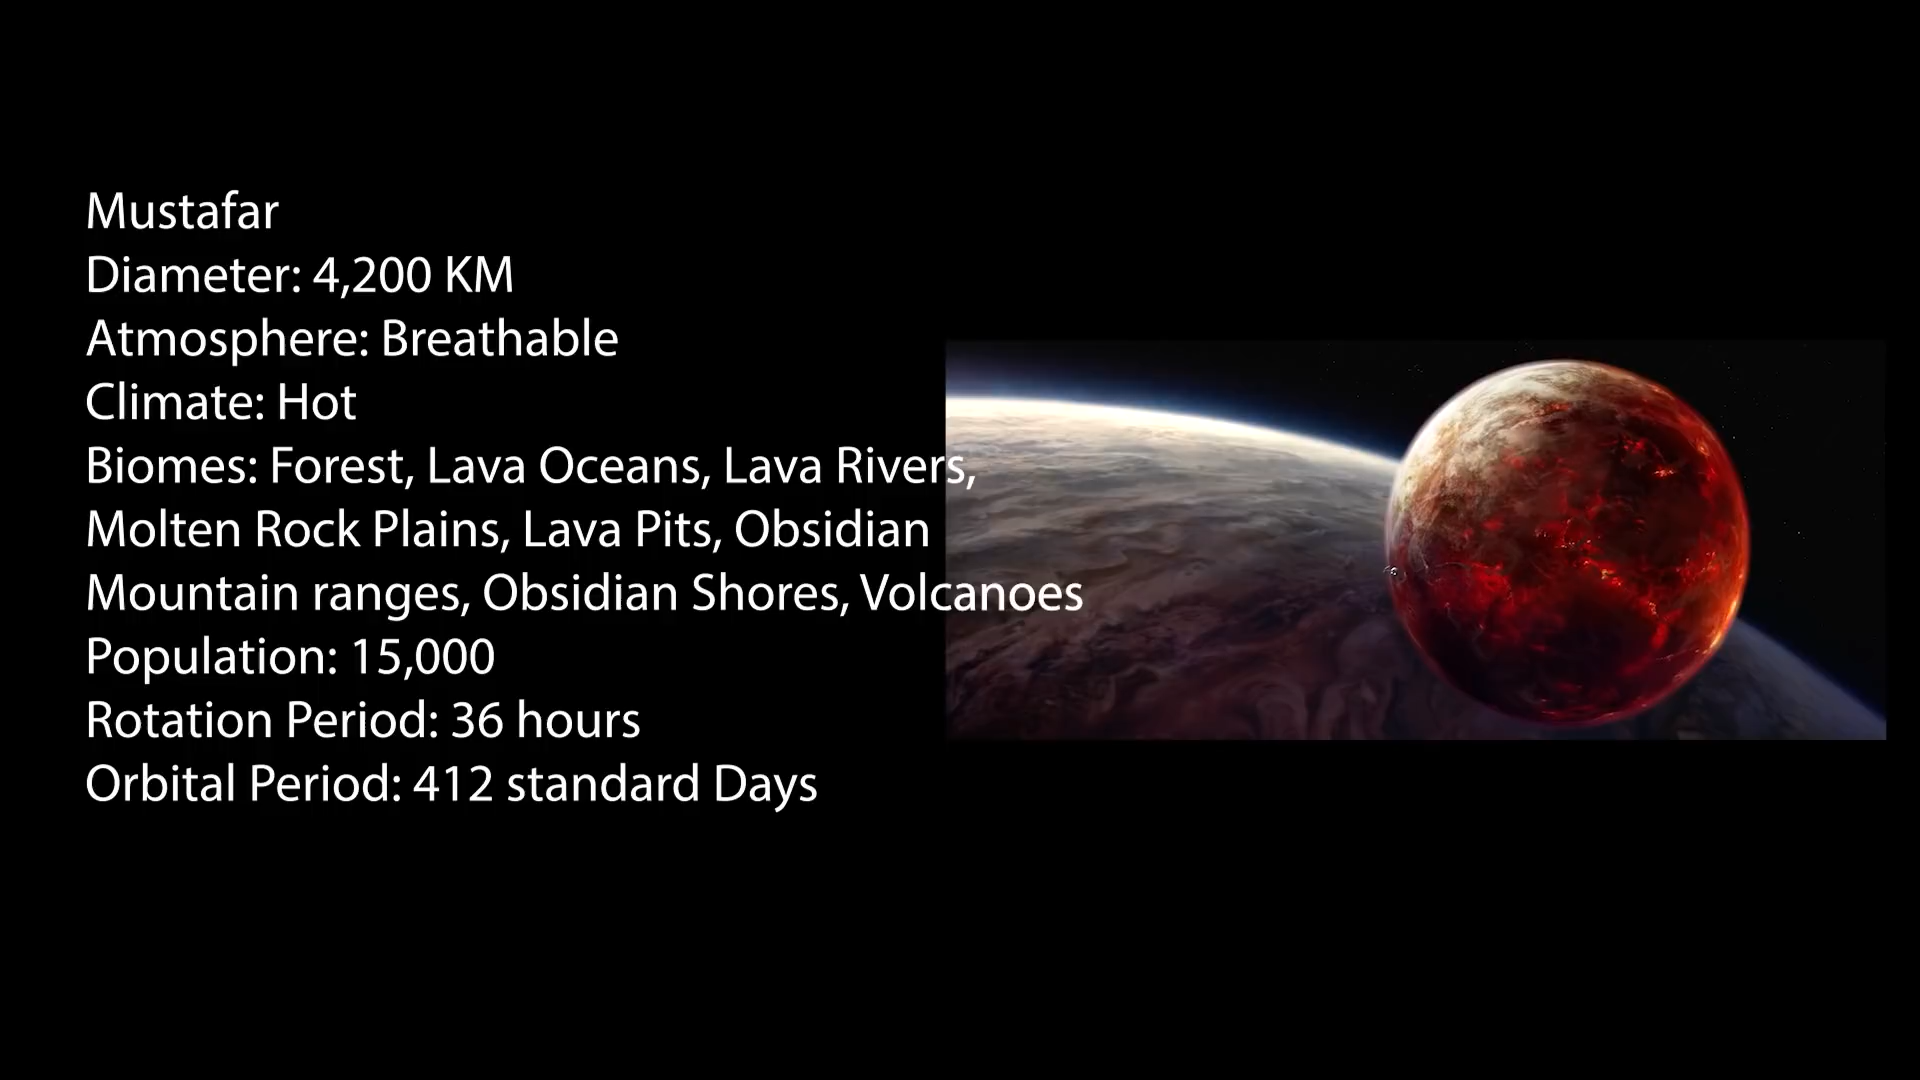 Mustafar
Diameter: 4,200 KM
Atmosphere: Breathable
Climate: Hot
Biomes: Forest, Lava Oceans, Lava Rivers,
Molten Rock Plains, Lava Pits, Obsidian
Mountain ranges, Obsidian Shores, Volcanoes
Population: 15,000
Rotation Period: 36 hours
Orbital Period: 412 standard Days